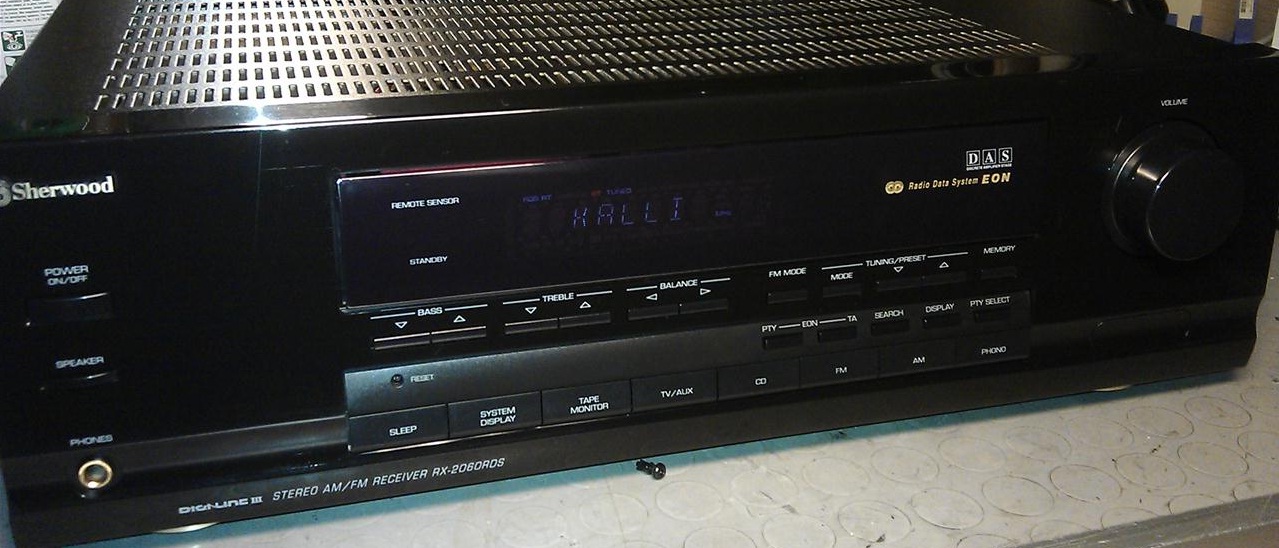 VOLUME
DAS
Radio Data System EON
Sherwood
REMOTE SENSOR
TUNED
KALLI
STANDBY
POWER
ON/OFF
BASS
TREBLE
BALANCE
FM MODE
MODE
TUNING/PRESET
MEMORY
PTY EON TA
SEARCH
DISPLAY
PTY SELECT
SPEAKER
RESET
SLEEP
SYSTEM
DISPLAY
TAPE
MONITOR
TV/AUX
CD
FM
AM
PHONO
PHONES
DIGI-LINE III STEREO AM/FM RECEIVER RX-2060RDS